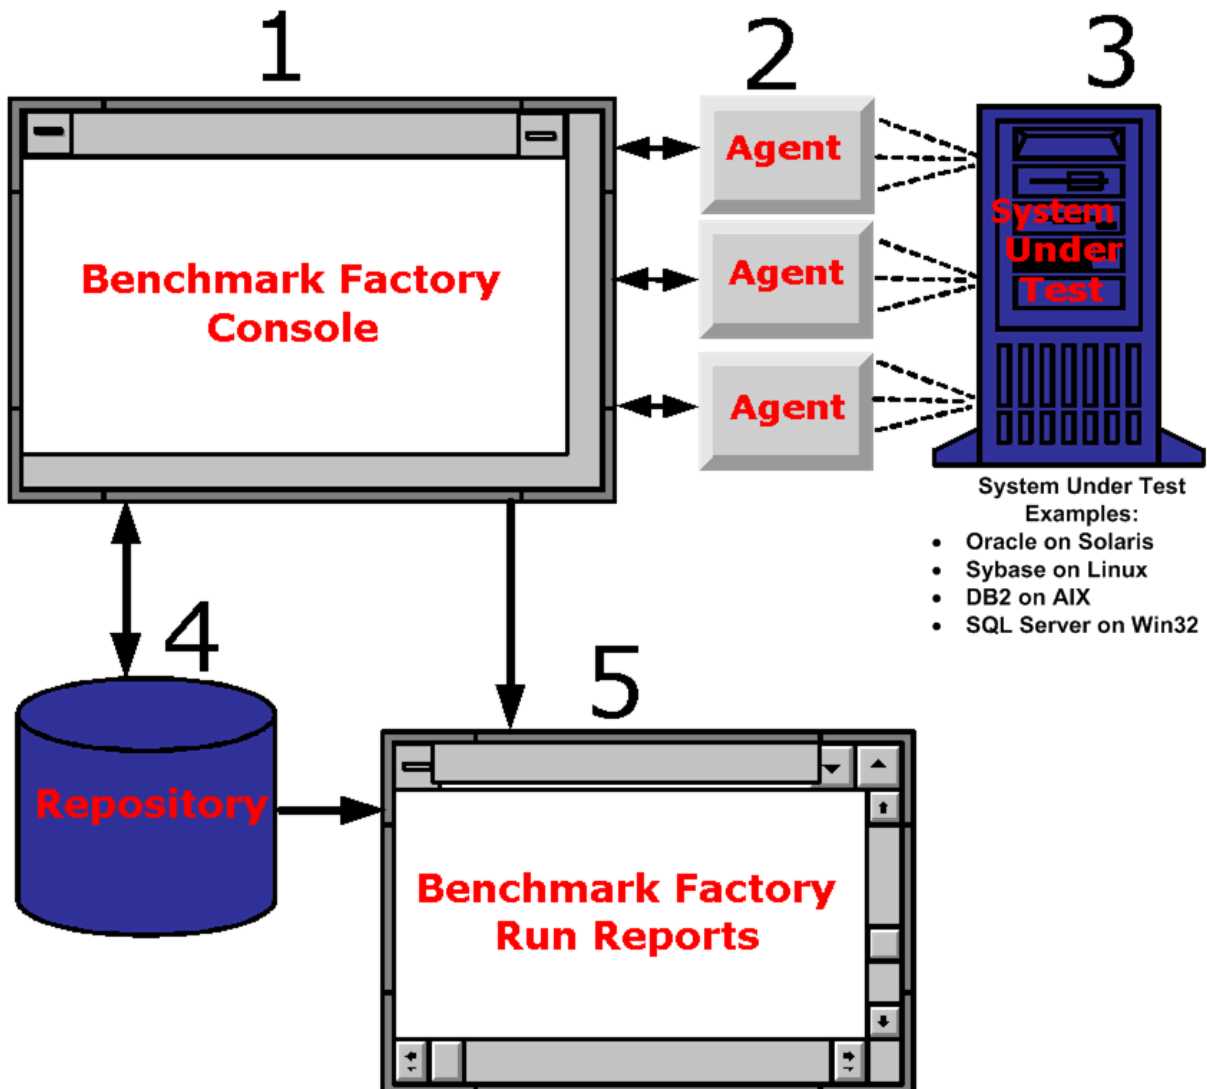 1
2
3
Benchmark Factory
Console
Agent
Agent
Agent
System
Under
Test
System Under Test
Examples:
• Oracle on Solaris
• Sybase on Linux
• DB2 on AIX
• SQL Server on Win32
4
Repository
5
Benchmark Factory
Run Reports